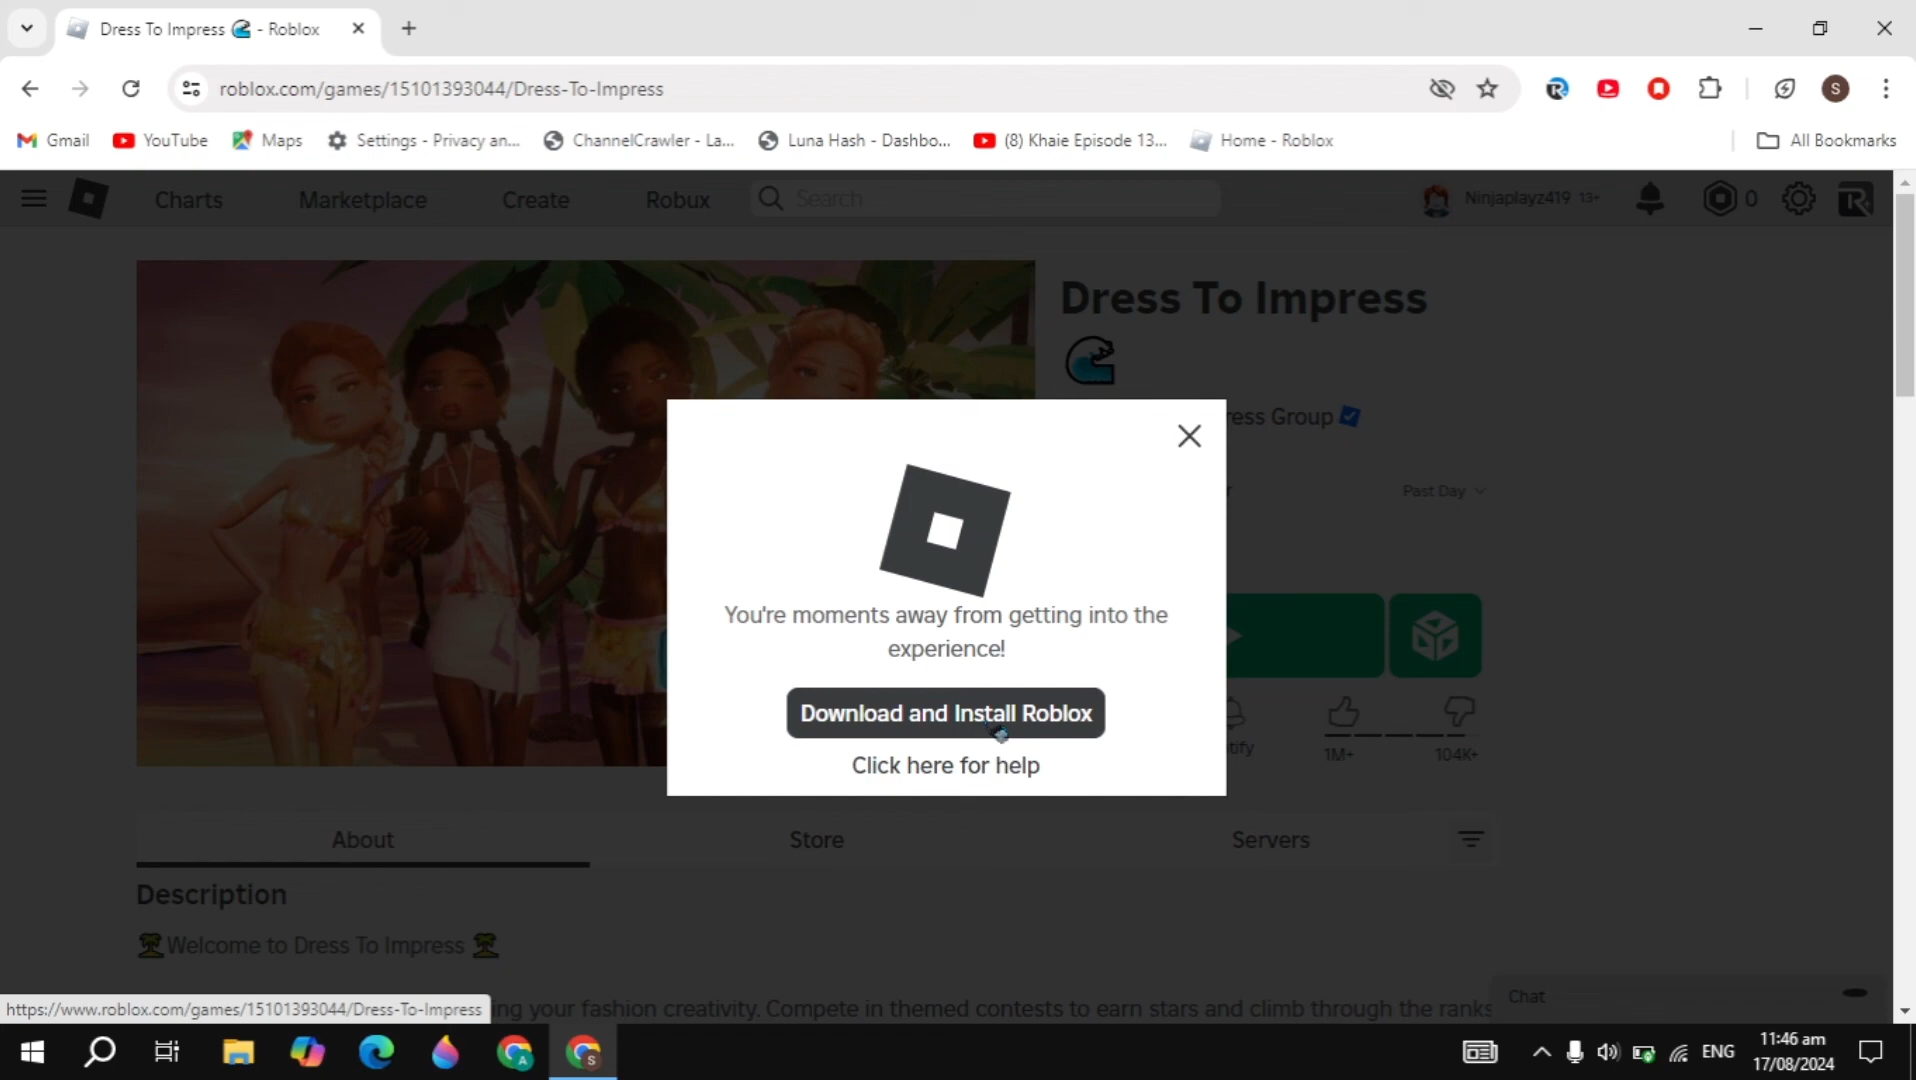 Dress To Impress 🌊 - Roblox
roblox.com/games/15101393044/Dress-To-Impress
S
Gmail
YouTube
Maps
Settings - Privacy an...
ChannelCrawler - La...
Luna Hash - Dashbo...
(8) Khaie Episode 13...
Home - Roblox
All Bookmarks
Charts
Marketplace
Create
Robux
Search
Ninjaplayz419 13+
0
Dress To Impress
ess Group
Past Day
You're moments away from getting into the
experience!
Download and Install Roblox
Click here for help
tify
1M+
104K+
About
Store
Servers
Description
🌴Welcome to Dress To Impress 🌴
https://www.roblox.com/games/15101393044/Dress-To-Impress
ing your fashion creativity. Compete in themed contests to earn stars and climb through the ranks
Chat
ENG
11:46 am
17/08/2024